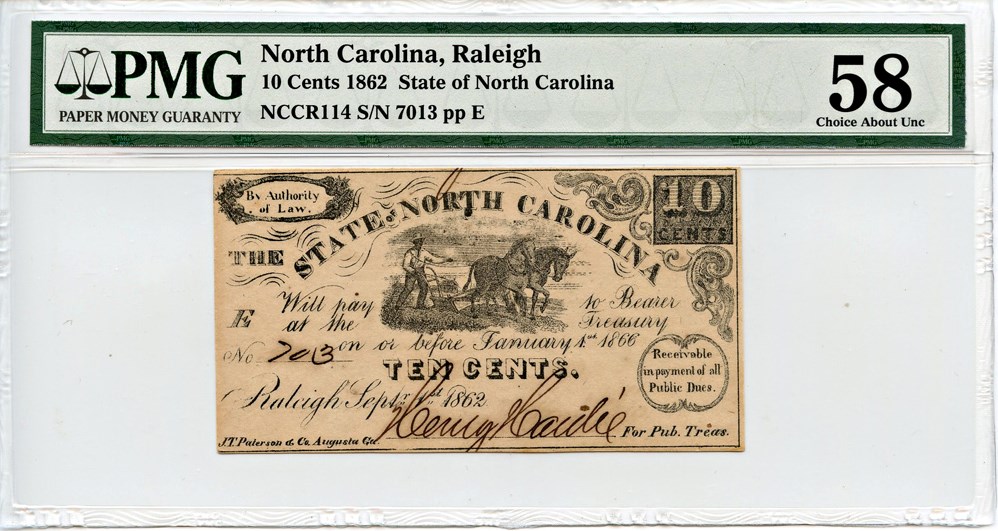 PMG
PAPER MONEY GUARANTY
North Carolina, Raleigh
10 Cents 1862 State of North Carolina
NCCR114 S/N 7013 pp E
58
Choice About Unc
By Authority
of Law.
10
CENTS
THE STATE of NORTH CAROLINA
Will pay to Bearer
E at the Treasury
No 7013 on or before January 1st 1866
TEN CENTS.
Receivable
in payment of all
Public Dues.
Raleigh Septr 1st 1862
Henry
For Pub. Treas.
J.T. Paterson & Co. Augusta Ga.